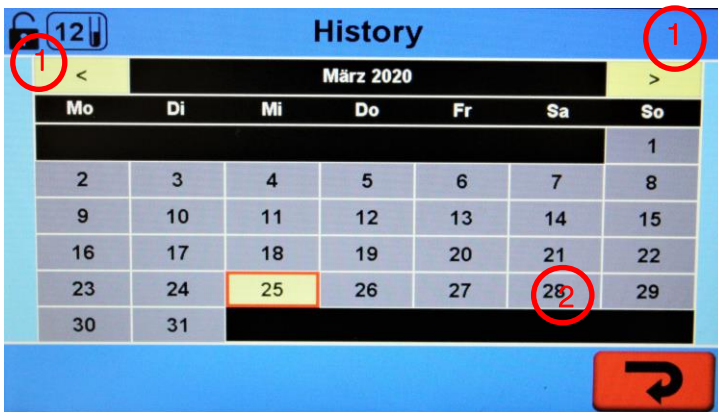 12 History 1
1
< März 2020 >
Mo Di Mi Do Fr Sa So
1
2 3 4 5 6 7 8
9 10 11 12 13 14 15
16 17 18 19 20 21 22
23 24 25 26 27 28 29
2
30 31